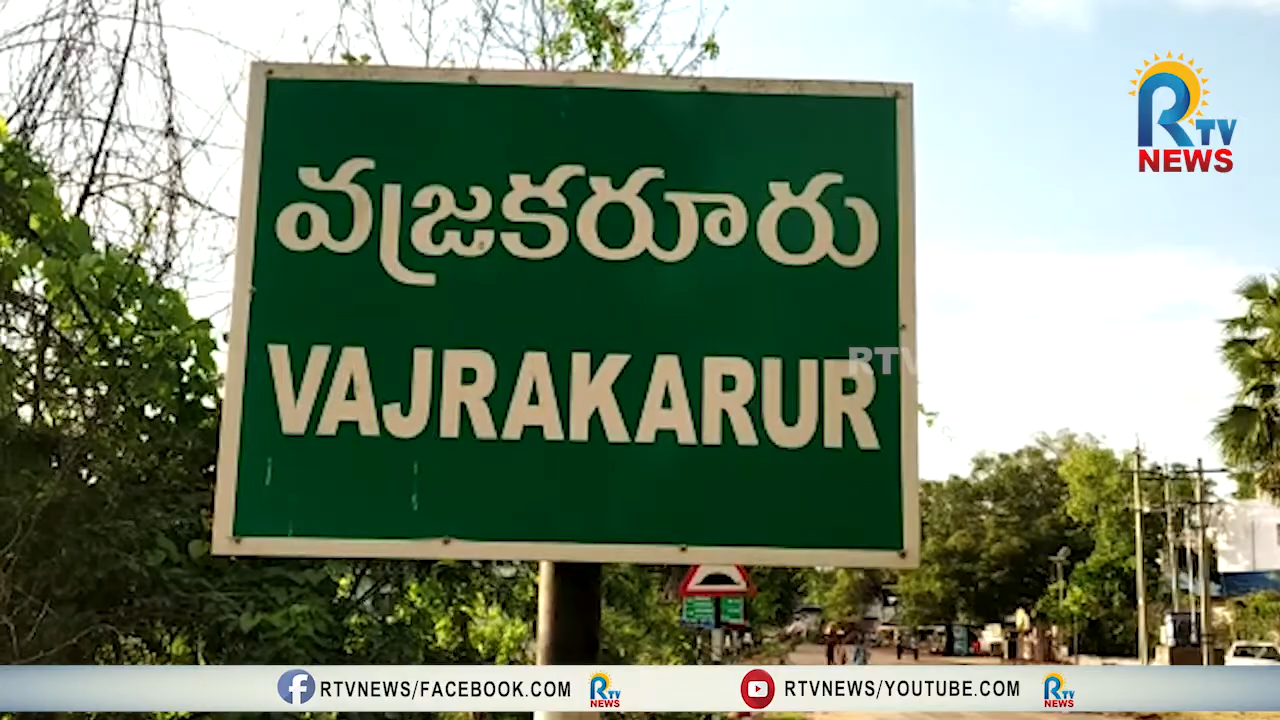 RTV
NEWS
వజ్రకరూరు
VAJRAKARUR
RTV
RTVNEWS/FACEBOOK.COM
RTV
NEWS
RTVNEWS/YOUTUBE.COM
RTV
NEWS